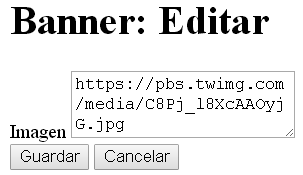 Banner: Editar
https://pbs.twimg.com
/media/C8Pj_l8XcAAOyj
G.jpg
Imagen
Guardar Cancelar